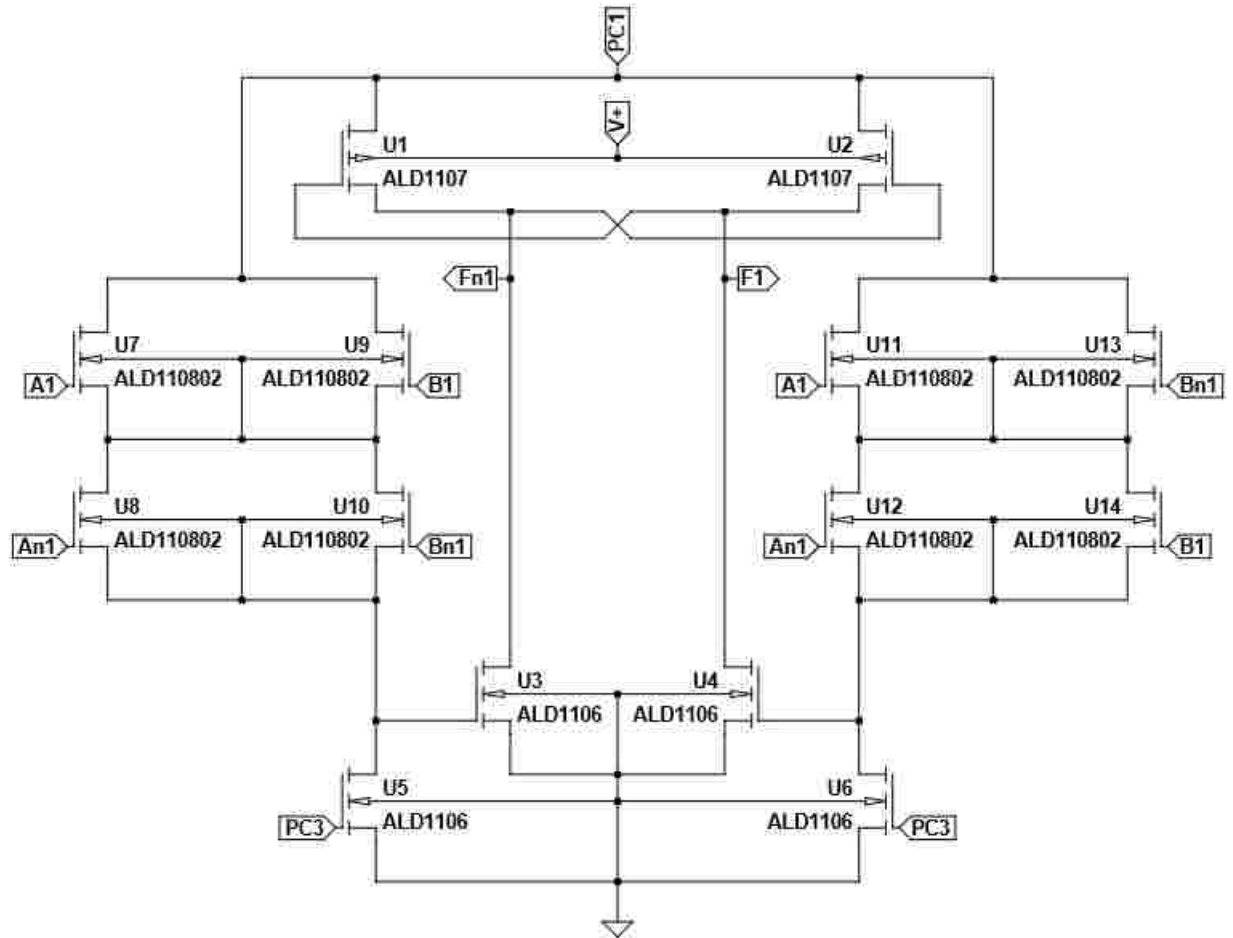 PC1
V+
U1 U2
ALD1107 ALD1107
Fn1 F1
U7 U9 U11 U13
A1 ALD110802 ALD110802 B1 A1 ALD110802 ALD110802 Bn1
U8 U10 U12 U14
An1 ALD110802 ALD110802 Bn1 An1 ALD110802 ALD110802 B1
U3 U4
ALD1106 ALD1106
U5 U6
PC3 ALD1106 ALD1106 PC3